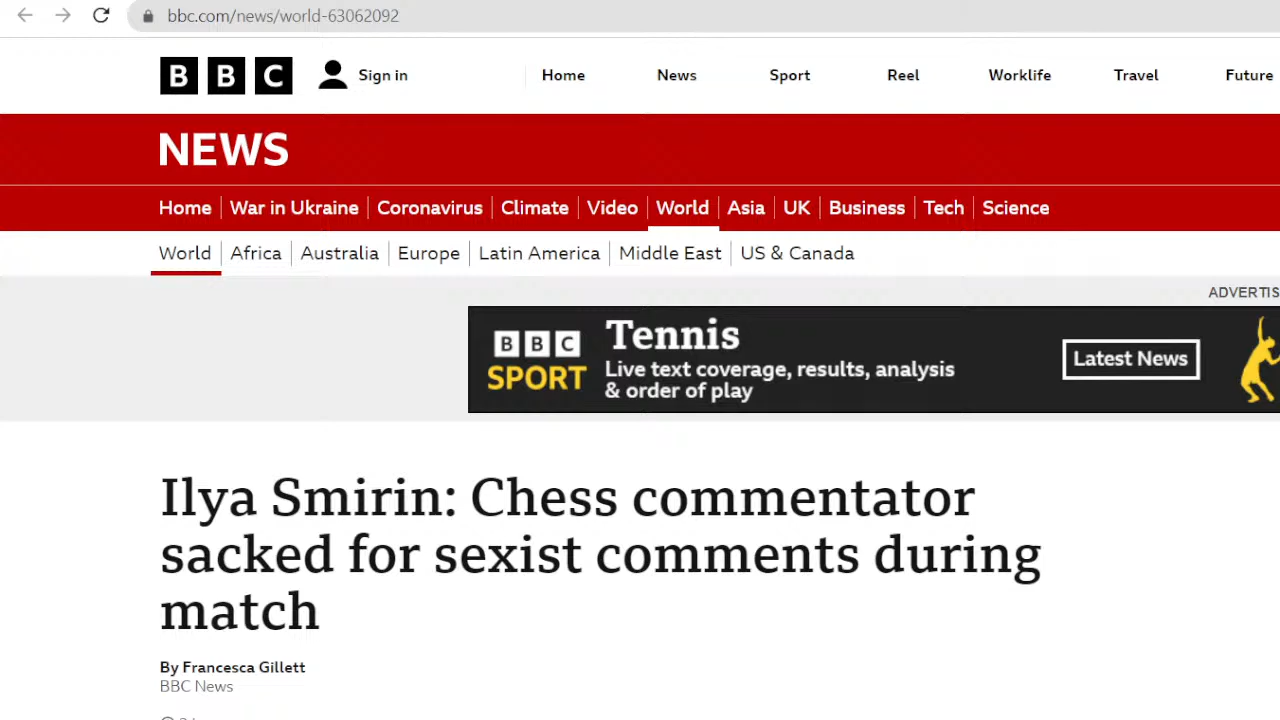 bbc.com/news/world-63062092
BBC Sign in Home News Sport Reel Worklife Travel Future
NEWS
Home War in Ukraine Coronavirus Climate Video World Asia UK Business Tech Science
World Africa Australia Europe Latin America Middle East US & Canada
ADVERTIS
BBC
SPORT
Tennis
Live text coverage, results, analysis
& order of play
Latest News
Ilya Smirin: Chess commentator
sacked for sexist comments during
match
By Francesca Gillett
BBC News